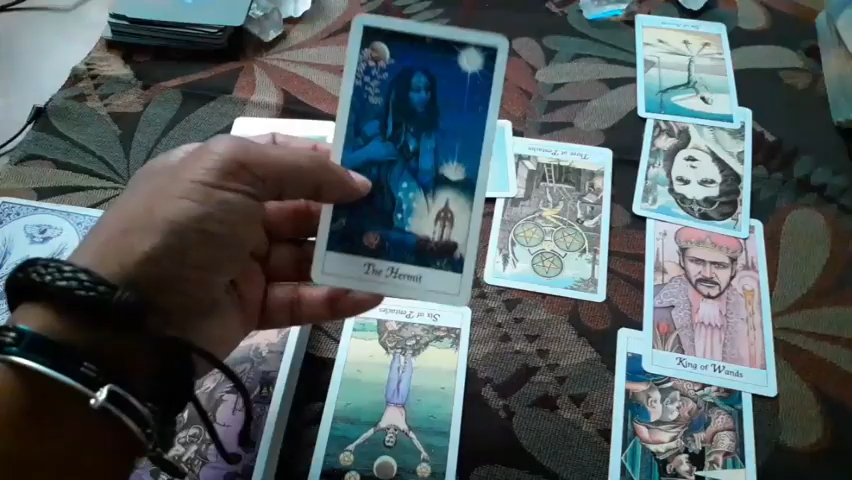 The Hermit
Three of Pentacles
King of Wands
Six of Pentacles